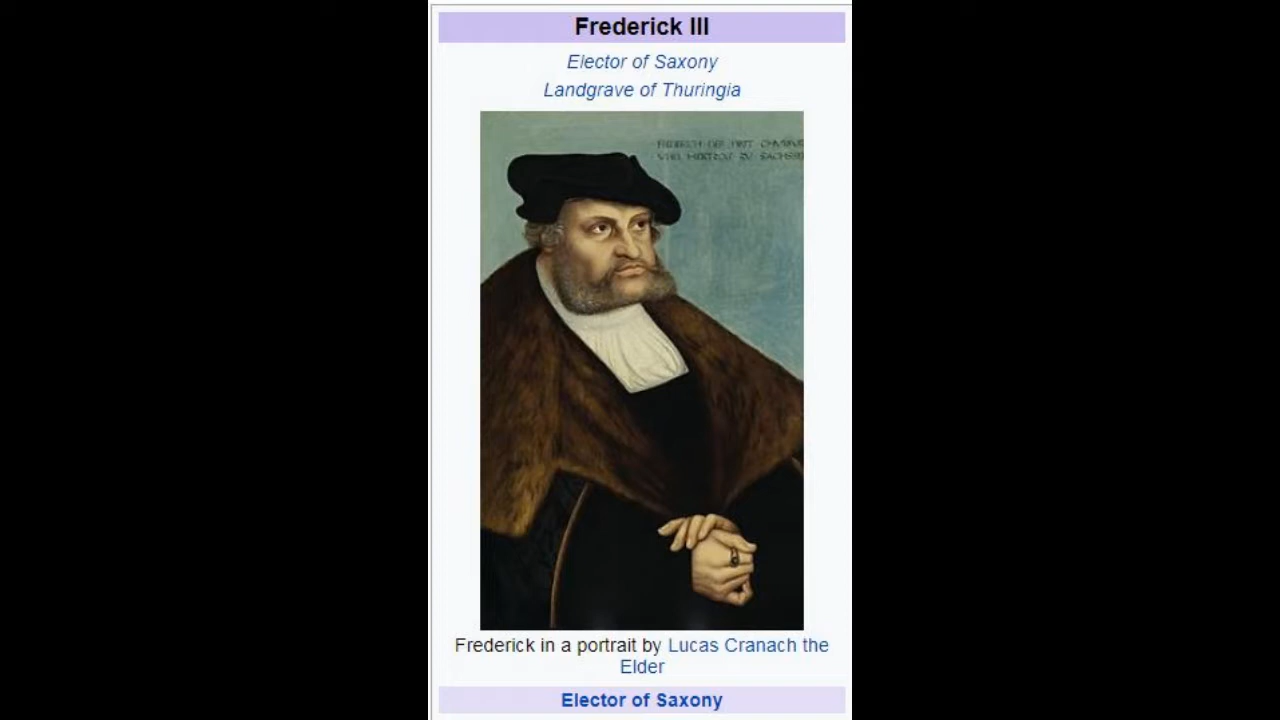 Frederick III
Elector of Saxony
Landgrave of Thuringia
Frederick in a portrait by Lucas Cranach the
Elder
Elector of Saxony